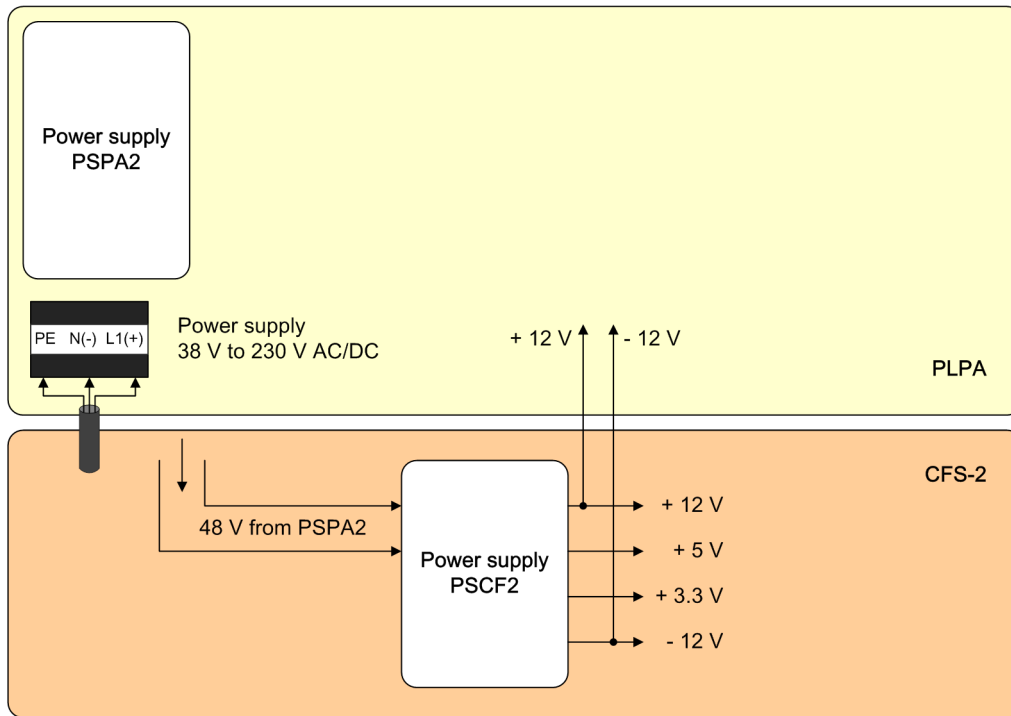 Power supply
PSPA2
PE N(-) L1(+)
Power supply
38 V to 230 V AC/DC
+ 12 V
- 12 V
PLPA
CFS-2
48 V from PSPA2
Power supply
PSCF2
+ 12 V
+ 5 V
+ 3.3 V
- 12 V